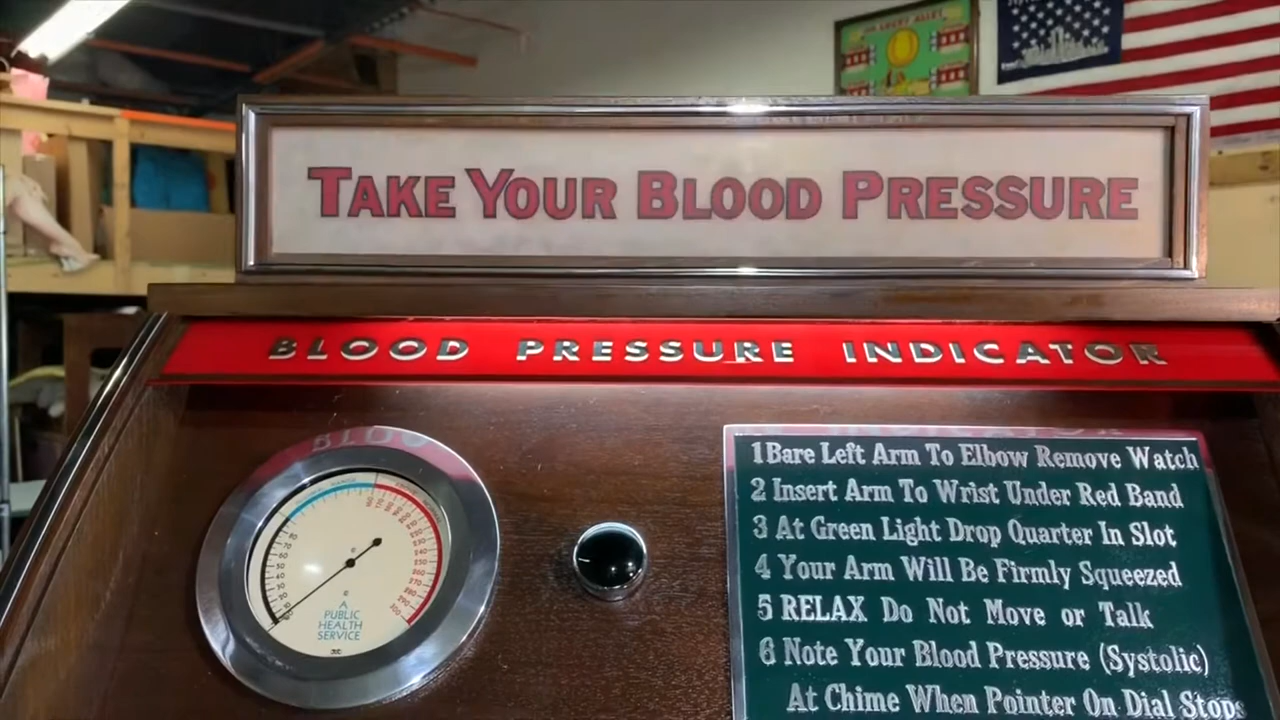 TAKE YOUR BLOOD PRESSURE
BLOOD PRESSURE INDICATOR
1 Bare Left Arm To Elbow Remove Watch
2 Insert Arm To Wrist Under Red Band
3 At Green Light Drop Quarter In Slot
4 Your Arm Will Be Firmly Squeezed
5 RELAX Do Not Move or Talk
6 Note Your Blood Pressure (Systolic)
At Chime When Pointer On Dial Stops
A
PUBLIC
HEALTH
SERVICE